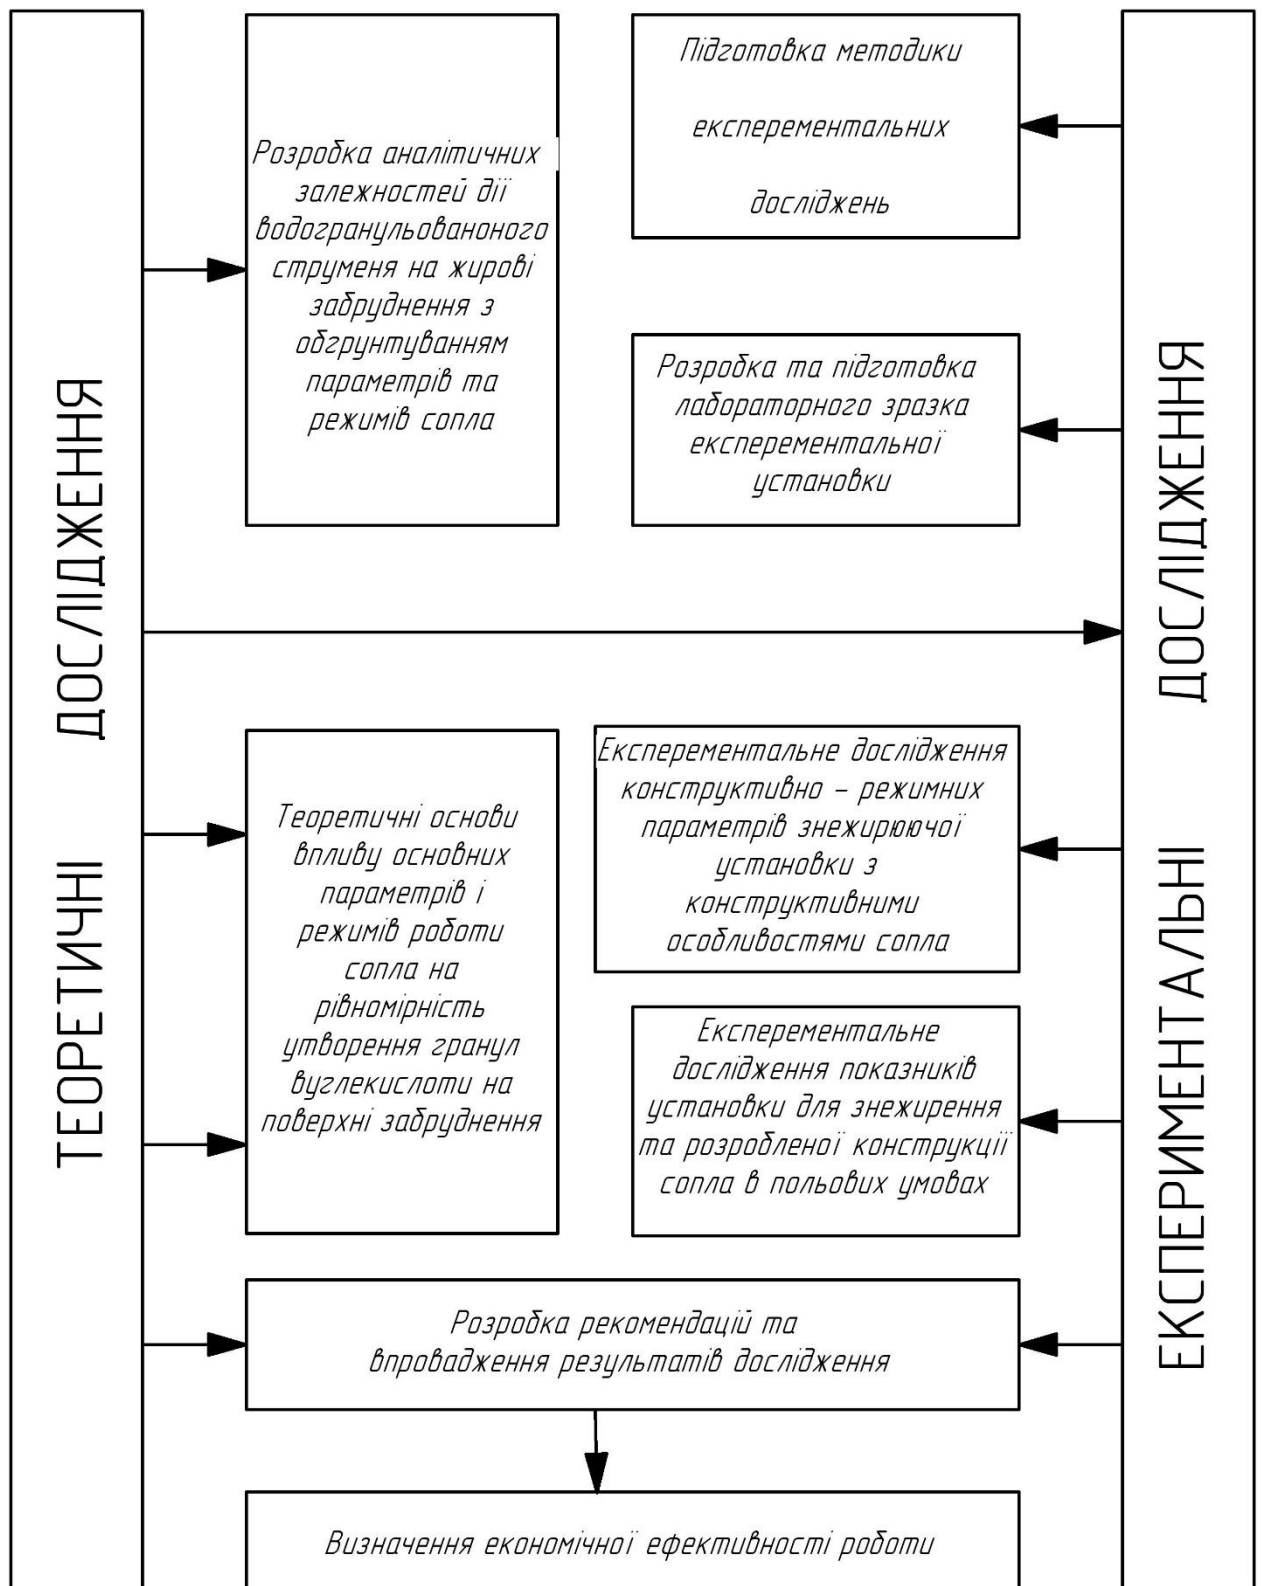 ТЕОРЕТИЧНІ ДОСЛІДЖЕННЯ
Розробка аналітичних
залежностей дії
водогранульованоного
струменя на жирові
забруднення з
обгрунтуванням
параметрів та
режимів сопла
Теоретичні основи
впливу основних
параметрів і
режимів роботи
сопла на
рівномірність
утворення гранул
вуглекислоти на
поверхні забруднення
Підготовка методики
експерементальних
досліджень
Розробка та підготовка
лабораторного зразка
експерементальної
установки
Експерементальне дослідження
конструктивно – режимних
параметрів знежирюючої
установки з
конструктивними
особливостями сопла
Експерементальне
дослідження показників
установки для знежирення
та розробленої конструкції
сопла в польових умовах
Розробка рекомендацій та
впровадження результатів дослідження
Визначення економічної ефективності роботи
ЕКСПЕРИМЕНТАЛЬНІ ДОСЛІДЖЕННЯ